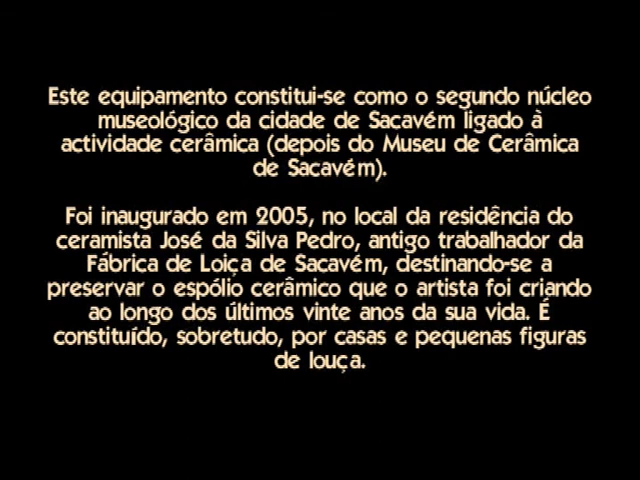 Este equipamento constitui-se como o segundo núcleo
museológico da cidade de Sacavém ligado à
actividade cerâmica (depois do Museu de Cerâmica
de Sacavém).
Foi inaugurado em 2005, no local da residência do
ceramista José da Silva Pedro, antigo trabalhador da
Fábrica de Loiça de Sacavém, destinando-se a
preservar o espólio cerâmico que o artista foi criando
ao longo dos últimos vinte anos da sua vida. É
constituído, sobretudo, por casas e pequenas figuras
de louça.